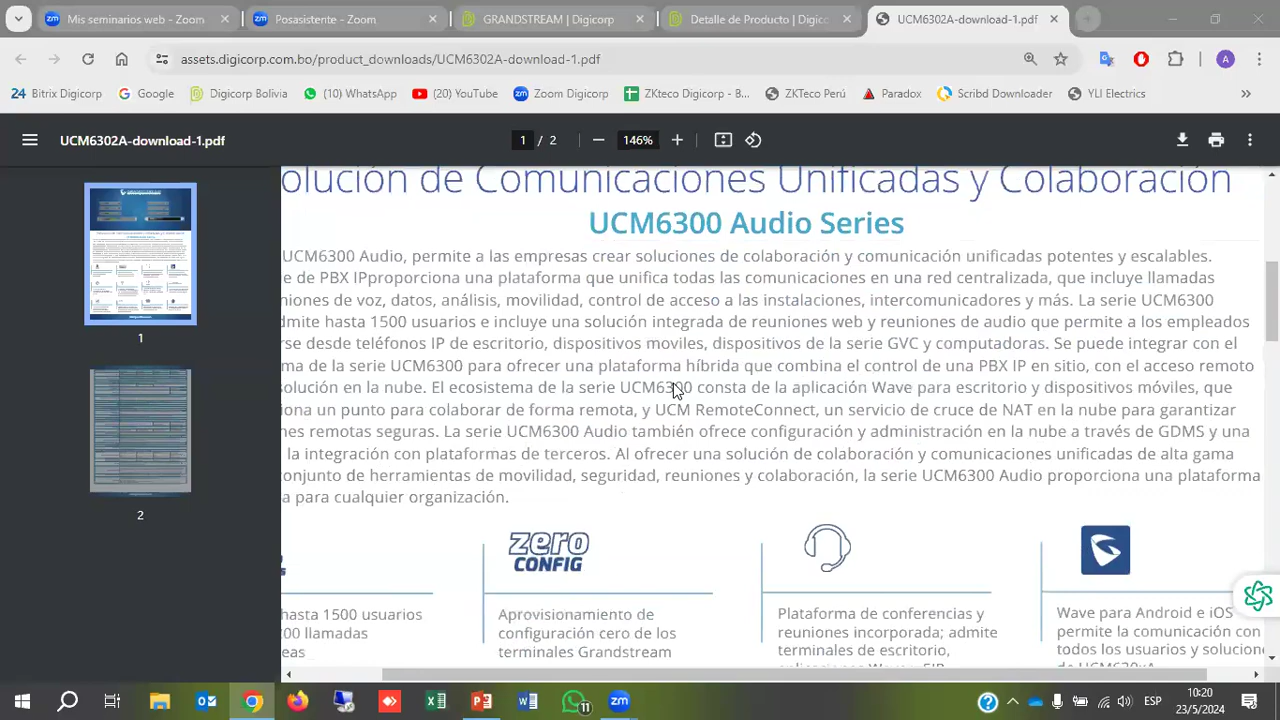 Mis seminarios web - Zoom
Posasistente - Zoom
GRANDSTREAM | Digicorp
Detalle de Producto | Digico
UCM6302A-download-1.pdf
assets.digicorp.com.bo/product_downloads/UCM6302A-download-1.pdf
A
24 Bitrix Digicorp
Google
Digicorp Bolivia
(10) WhatsApp
(20) YouTube
Zoom Digicorp
ZKteco Digicorp - B...
ZKTeco Perú
Paradox
Scribd Downloader
YLI Electrics
UCM6302A-download-1.pdf
1 / 2
146%
1
2
olución de Comunicaciones Unificadas y Colaboración
UCM6300 Audio Series
UCM6300 Audio, permite a las empresas crear soluciones de colaboración y comunicación unificadas potentes y escalables.
e de PBX IPproporciona una plataforma que unifica todas las comunicaciones en una red centralizada, que incluye llamadas
niones de voz, datos, análisis, movilidad, control de acceso a las instalaciones, intercomunicadores y más. La serie UCM6300
dmite hasta 1500 usuarios e incluye una solución integrada de reuniones web y reuniones de audio que permite a los empleados
rse desde teléfonos IP de escritorio, dispositivos moviles, dispositivos de la serie GVC y computadoras. Se puede integrar con el
ma de la serie UCM6300 para ofrecer una plataforma híbrida que combina el control de una PBX IP en sitio, con el acceso remoto
solución en la nube. El ecosistema de la serie UCM6300 consta de la aplicación Wave para escritorio y dispositivos móviles, que
iona un punto para colaborar de forma remota, y UCM RemoteConnect, un servicio de cruce de NAT en la nube para garantizar
nes remotas seguras. La serie UCM6300 Audio también ofrece configuración y administración en la nube a través de GDMS y una
la integración con plataformas de terceros. Al ofrecer una solución de colaboración y comunicaciones unificadas de alta gama
onjunto de herramientas de movilidad, seguridad, reuniones y colaboración, la serie UCM6300 Audio proporciona una plataforma
a para cualquier organización.
zero
CONFIG
hasta 1500 usuarios
00 llamadas
eas
Aprovisionamiento de
configuración cero de los
terminales Grandstream
Plataforma de conferencias y
reuniones incorporada; admite
terminales de escritorio,
Wave para Android e iOS
permite la comunicación con
todos los usuarios y solucione
11
ESP
10:20
23/5/2024